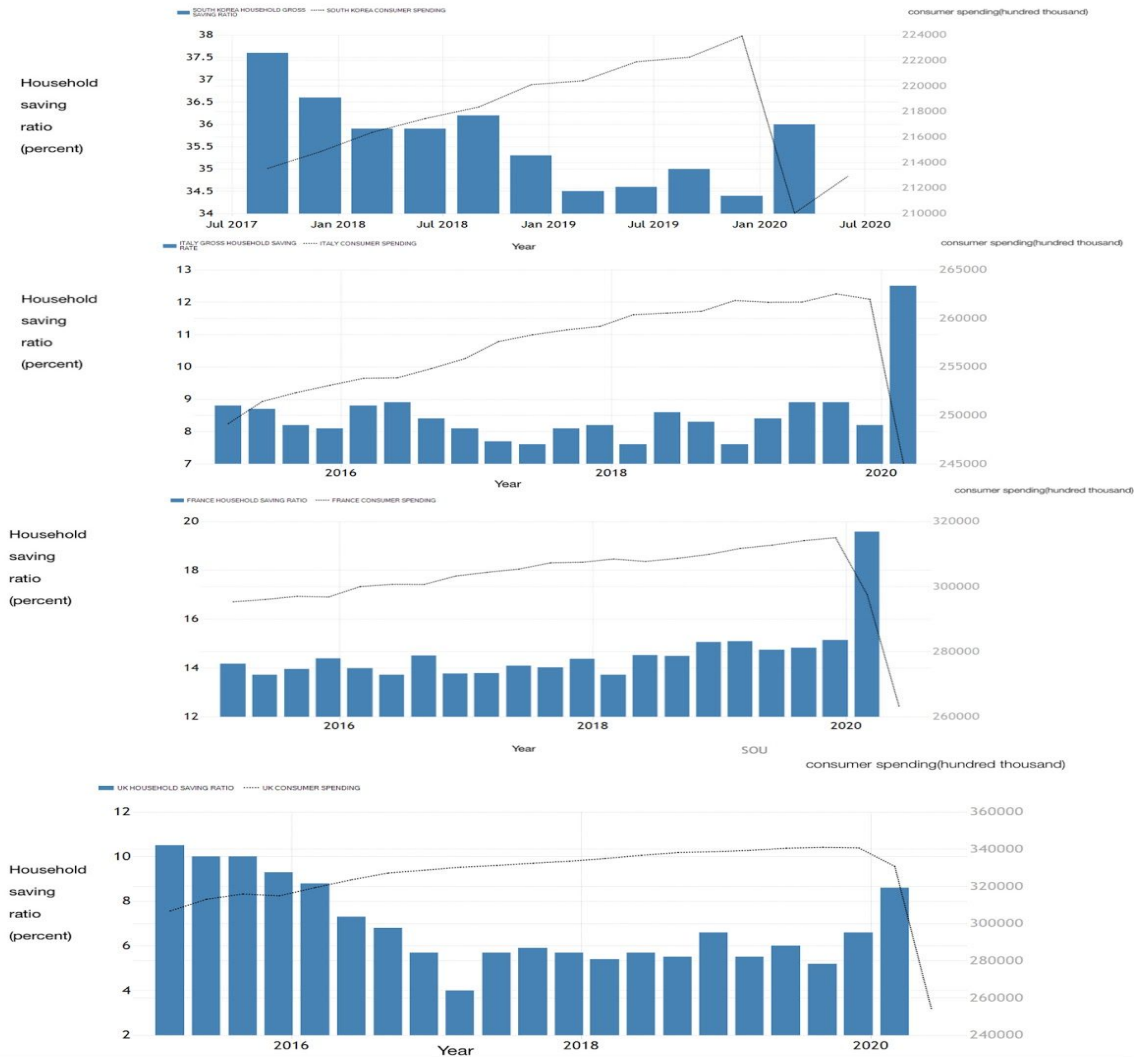 SOUTH KOREA HOUSEHOLD GROSS SAVING RATIO
SOUTH KOREA CONSUMER SPENDING
consumer spending(hundred thousand)
Household
saving
ratio
(percent)
38
37.5
37
36.5
36
35.5
35
34.5
34
224000
222000
220000
218000
216000
214000
212000
210000
Jul 2017 Jan 2018 Jul 2018 Jan 2019 Jul 2019 Jan 2020 Jul 2020
Year
ITALY GROSS HOUSEHOLD SAVING RATE
ITALY CONSUMER SPENDING
consumer spending(hundred thousand)
Household
saving
ratio
(percent)
13
12
11
10
9
8
7
265000
260000
255000
250000
245000
2016 2018 2020
Year
FRANCE HOUSEHOLD SAVING RATIO
FRANCE CONSUMER SPENDING
consumer spending(hundred thousand)
Household
saving
ratio
(percent)
20
18
16
14
12
320000
300000
280000
260000
2016 2018 2020
Year
SOU
consumer spending(hundred thousand)
UK HOUSEHOLD SAVING RATIO
UK CONSUMER SPENDING
Household
saving
ratio
(percent)
12
10
8
6
4
2
360000
340000
320000
300000
280000
260000
240000
2016 2018 2020
Year